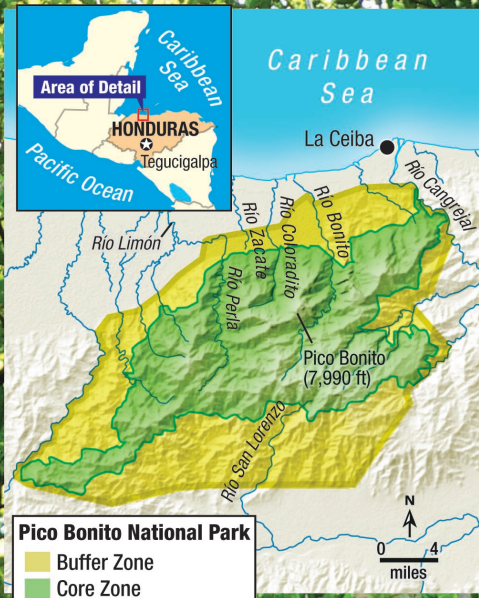 Caribbean
Sea
Area of Detail
HONDURAS
Tegucigalpa
Pacific Ocean
Caribbean
Sea
La Ceiba
Río Cangrejal
Río Bonito
Río Coloradito
Río Zacate
Río Limón
Río Perla
Pico Bonito
(7,990 ft)
Río San Lorenzo
N
0 4
miles
Pico Bonito National Park
Buffer Zone
Core Zone